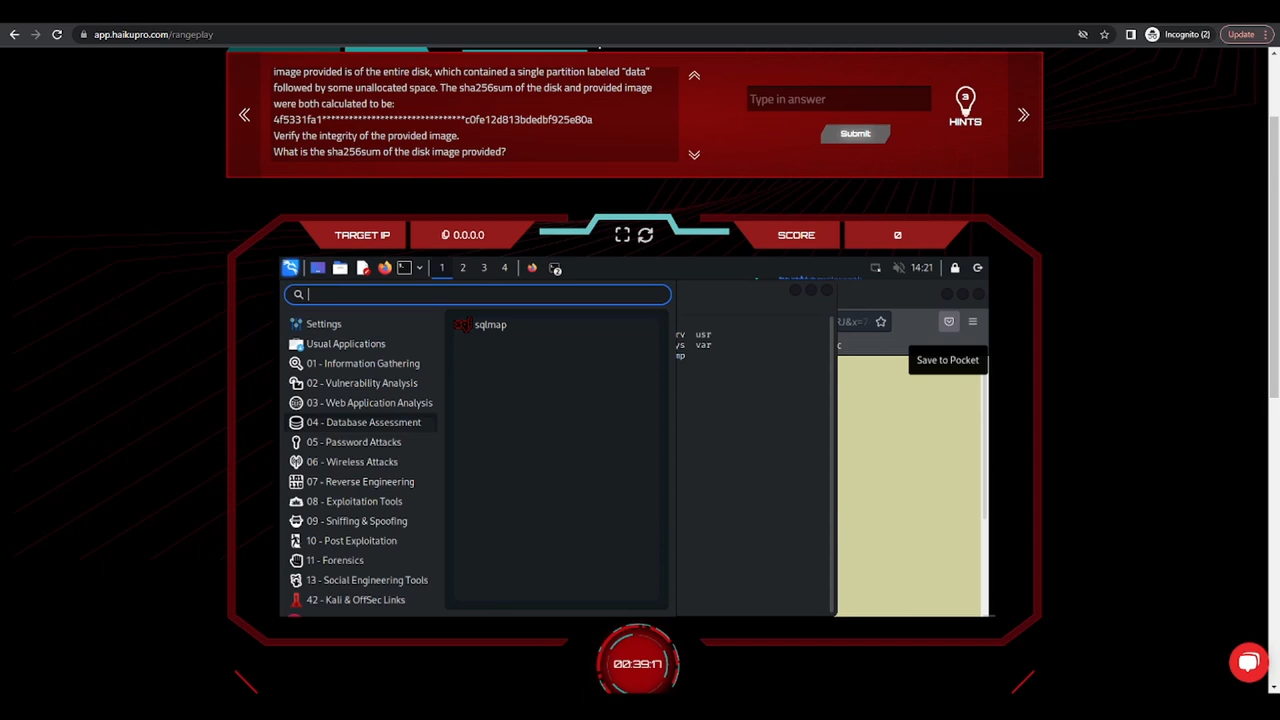 app.haikupro.com/rangeplay
Incognito (2)
Update
image provided is of the entire disk, which contained a single partition labeled "data"
followed by some unallocated space. The sha256sum of the disk and provided image
were both calculated to be:
4f5331fa1********************************c0fe12d813bdedbf925e80a
Verify the integrity of the provided image.
What is the sha256sum of the disk image provided?
Type in answer
Submit
3
HINTS
TARGET IP
0.0.0.0
SCORE
0
1
2
3
4
2
14:21
Settings
Usual Applications
01 - Information Gathering
02 - Vulnerability Analysis
03 - Web Application Analysis
04 - Database Assessment
05 - Password Attacks
06 - Wireless Attacks
07 - Reverse Engineering
08 - Exploitation Tools
09 - Sniffing & Spoofing
10 - Post Exploitation
11 - Forensics
13 - Social Engineering Tools
42 - Kali & OffSec Links
sqlmap
rv usr
ys var
mp
Save to Pocket
00:39:17